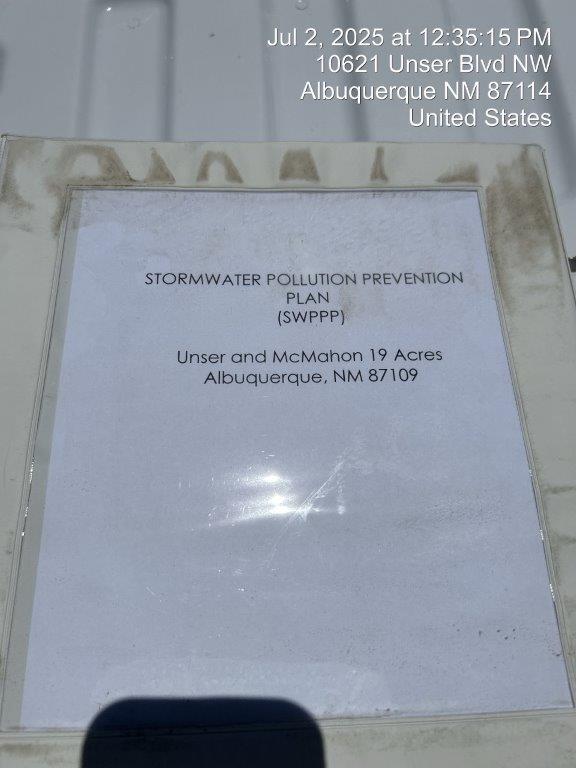 Jul 2, 2025 at 12:35:15 PM
10621 Unser Blvd NW
Albuquerque NM 87114
United States
STORMWATER POLLUTION PREVENTION
PLAN
(SWPPP)
Unser and McMahon 19 Acres
Albuquerque, NM 87109